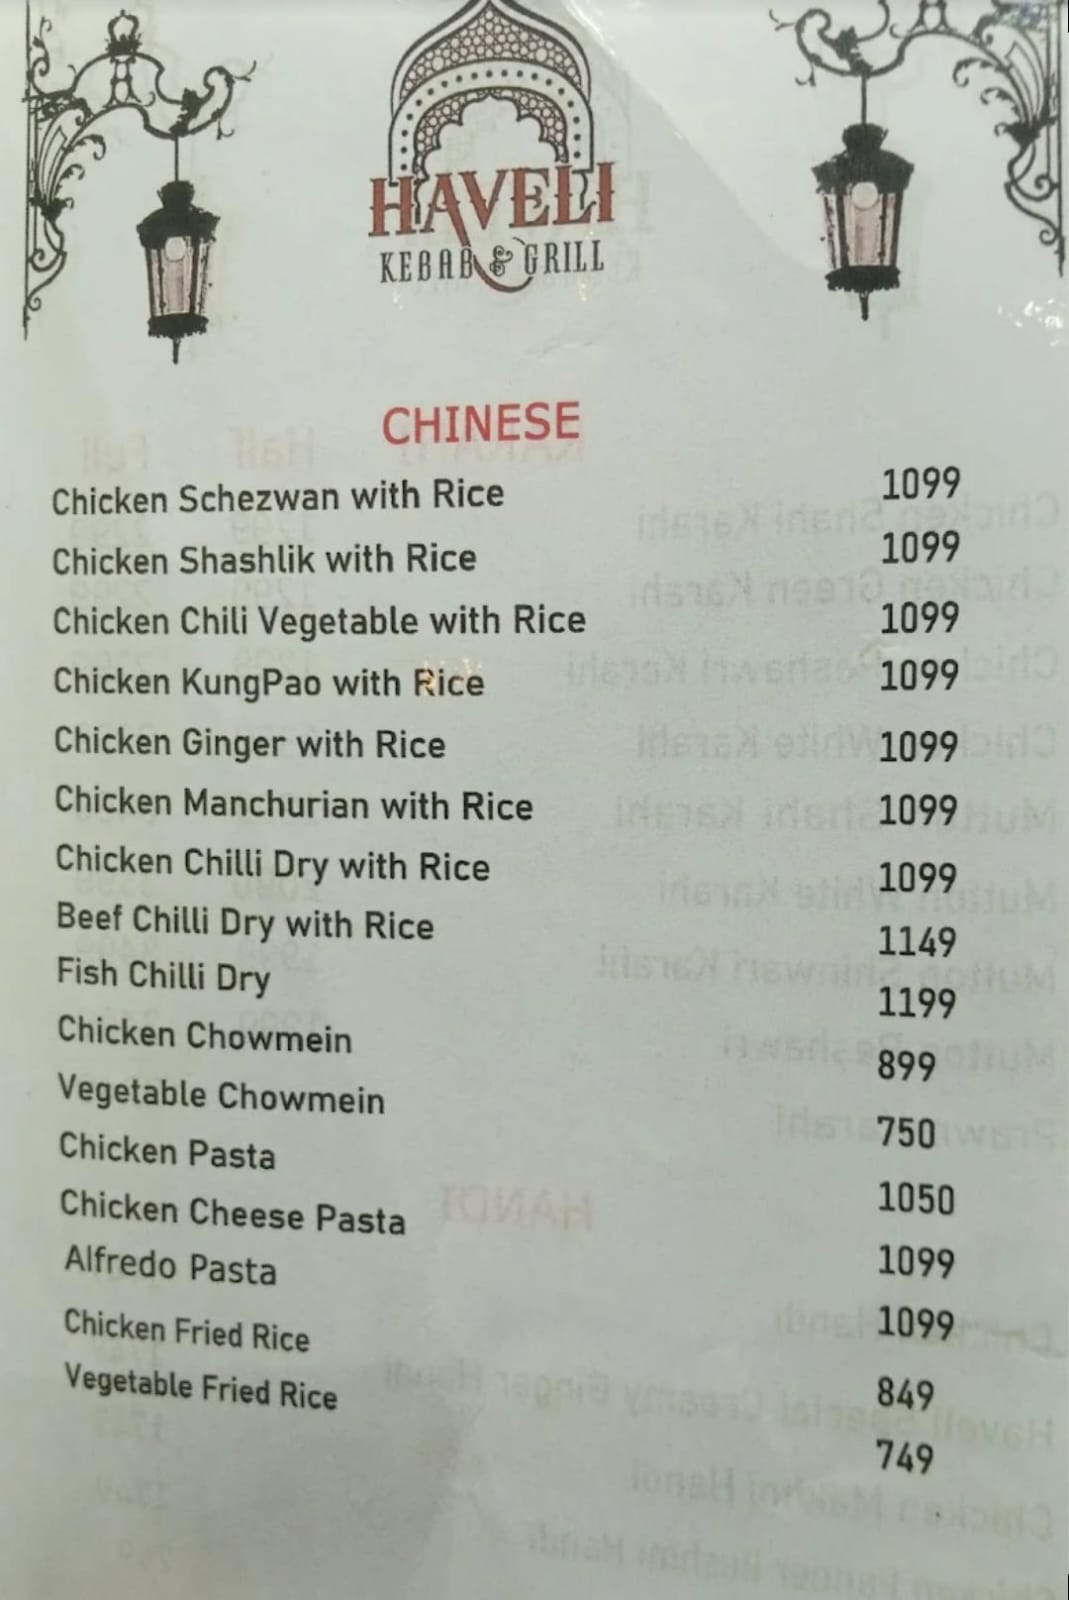 HAVELI
KEBAB & GRILL
CHINESE
Chicken Schezwan with Rice 1099
Chicken Shashlik with Rice 1099
Chicken Chili Vegetable with Rice 1099
Chicken KungPao with Rice 1099
Chicken Ginger with Rice 1099
Chicken Manchurian with Rice 1099
Chicken Chilli Dry with Rice 1099
Beef Chilli Dry with Rice 1149
Fish Chilli Dry 1199
Chicken Chowmein 899
Vegetable Chowmein 750
Chicken Pasta 1050
Chicken Cheese Pasta 1099
Alfredo Pasta 1099
Chicken Fried Rice 849
Vegetable Fried Rice 749